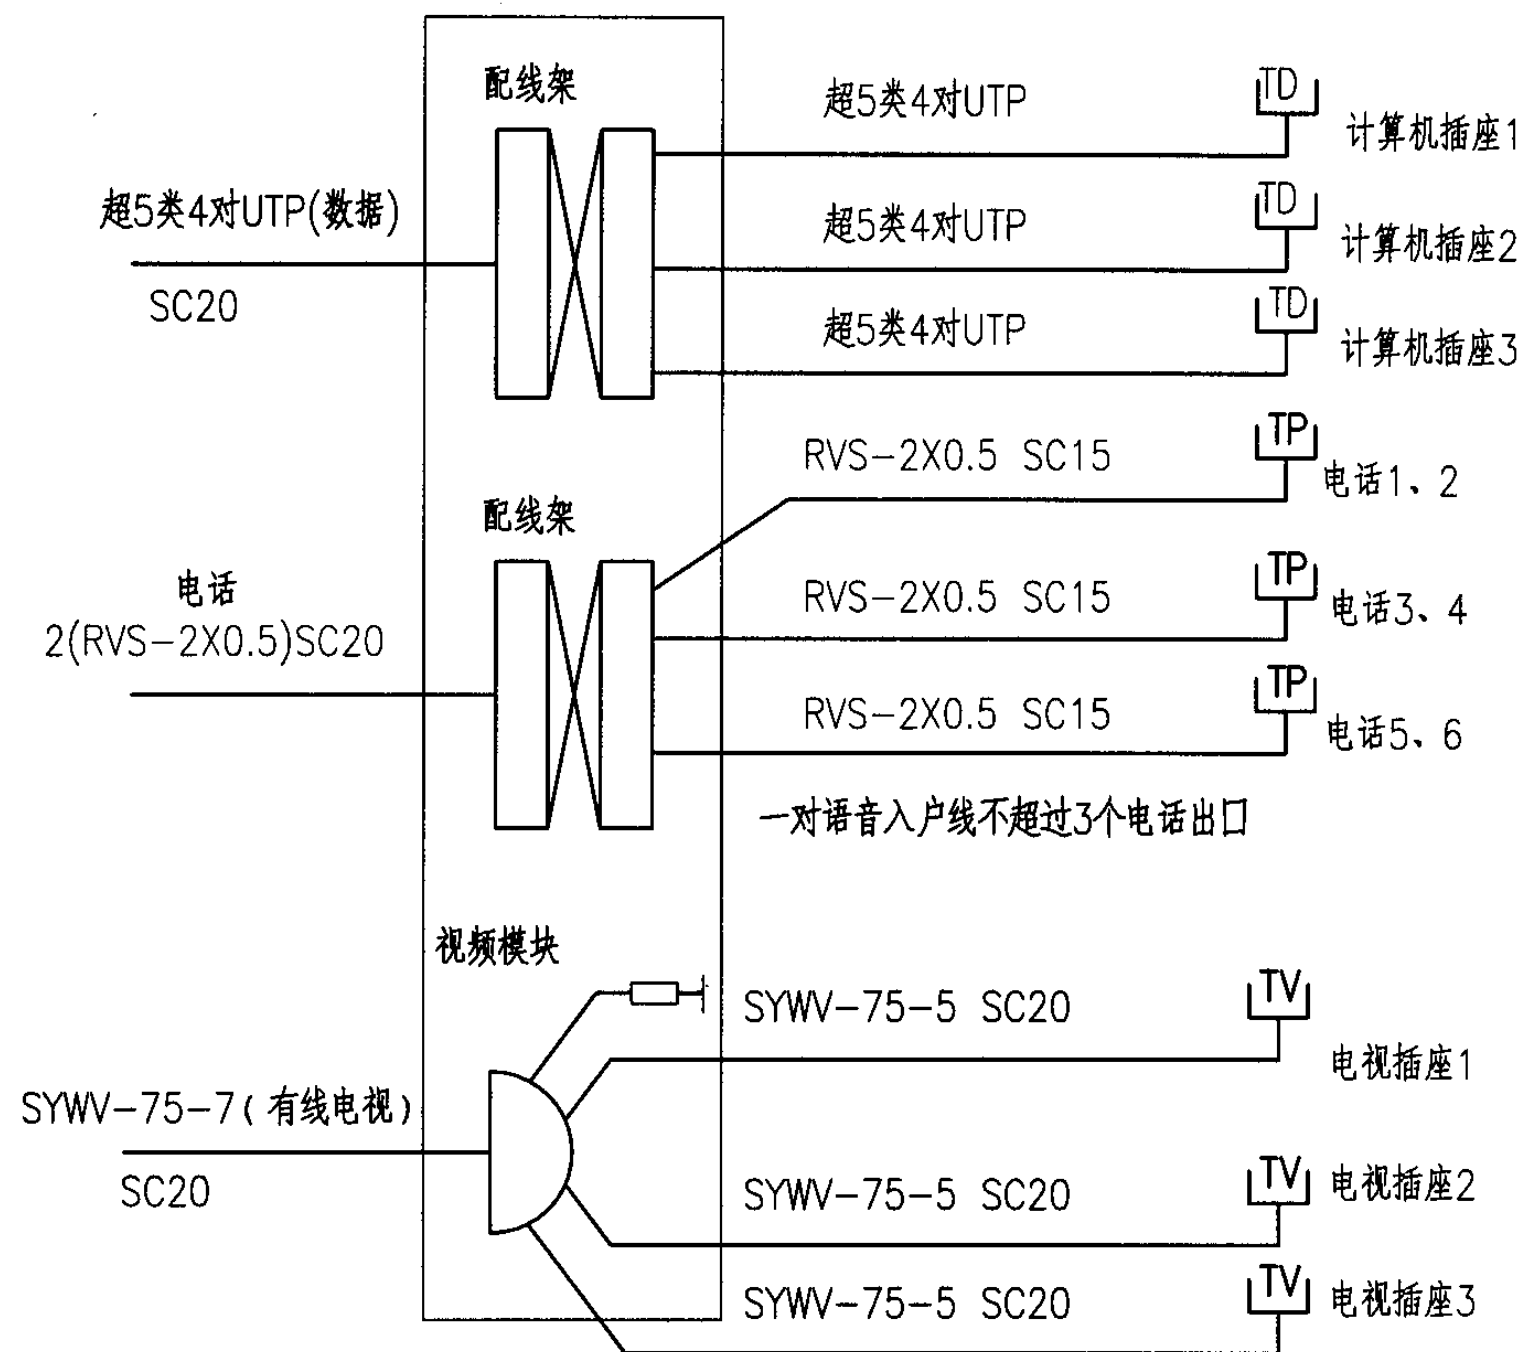 配线架
超5类4对UTP
TD
计算机插座1
超5类4对UTP(数据)
超5类4对UTP
TD
计算机插座2
SC20
超5类4对UTP
TD
计算机插座3
RVS-2X0.5 SC15
TP
电话1、2
配线架
电话
2(RVS-2X0.5)SC20
RVS-2X0.5 SC15
TP
电话3、4
RVS-2X0.5 SC15
TP
电话5、6
一对语音入户线不超过3个电话出口
视频模块
SYWV-75-5 SC20
TV
电视插座1
SYWV-75-7(有线电视)
SC20
SYWV-75-5 SC20
TV
电视插座2
SYWV-75-5 SC20
TV
电视插座3